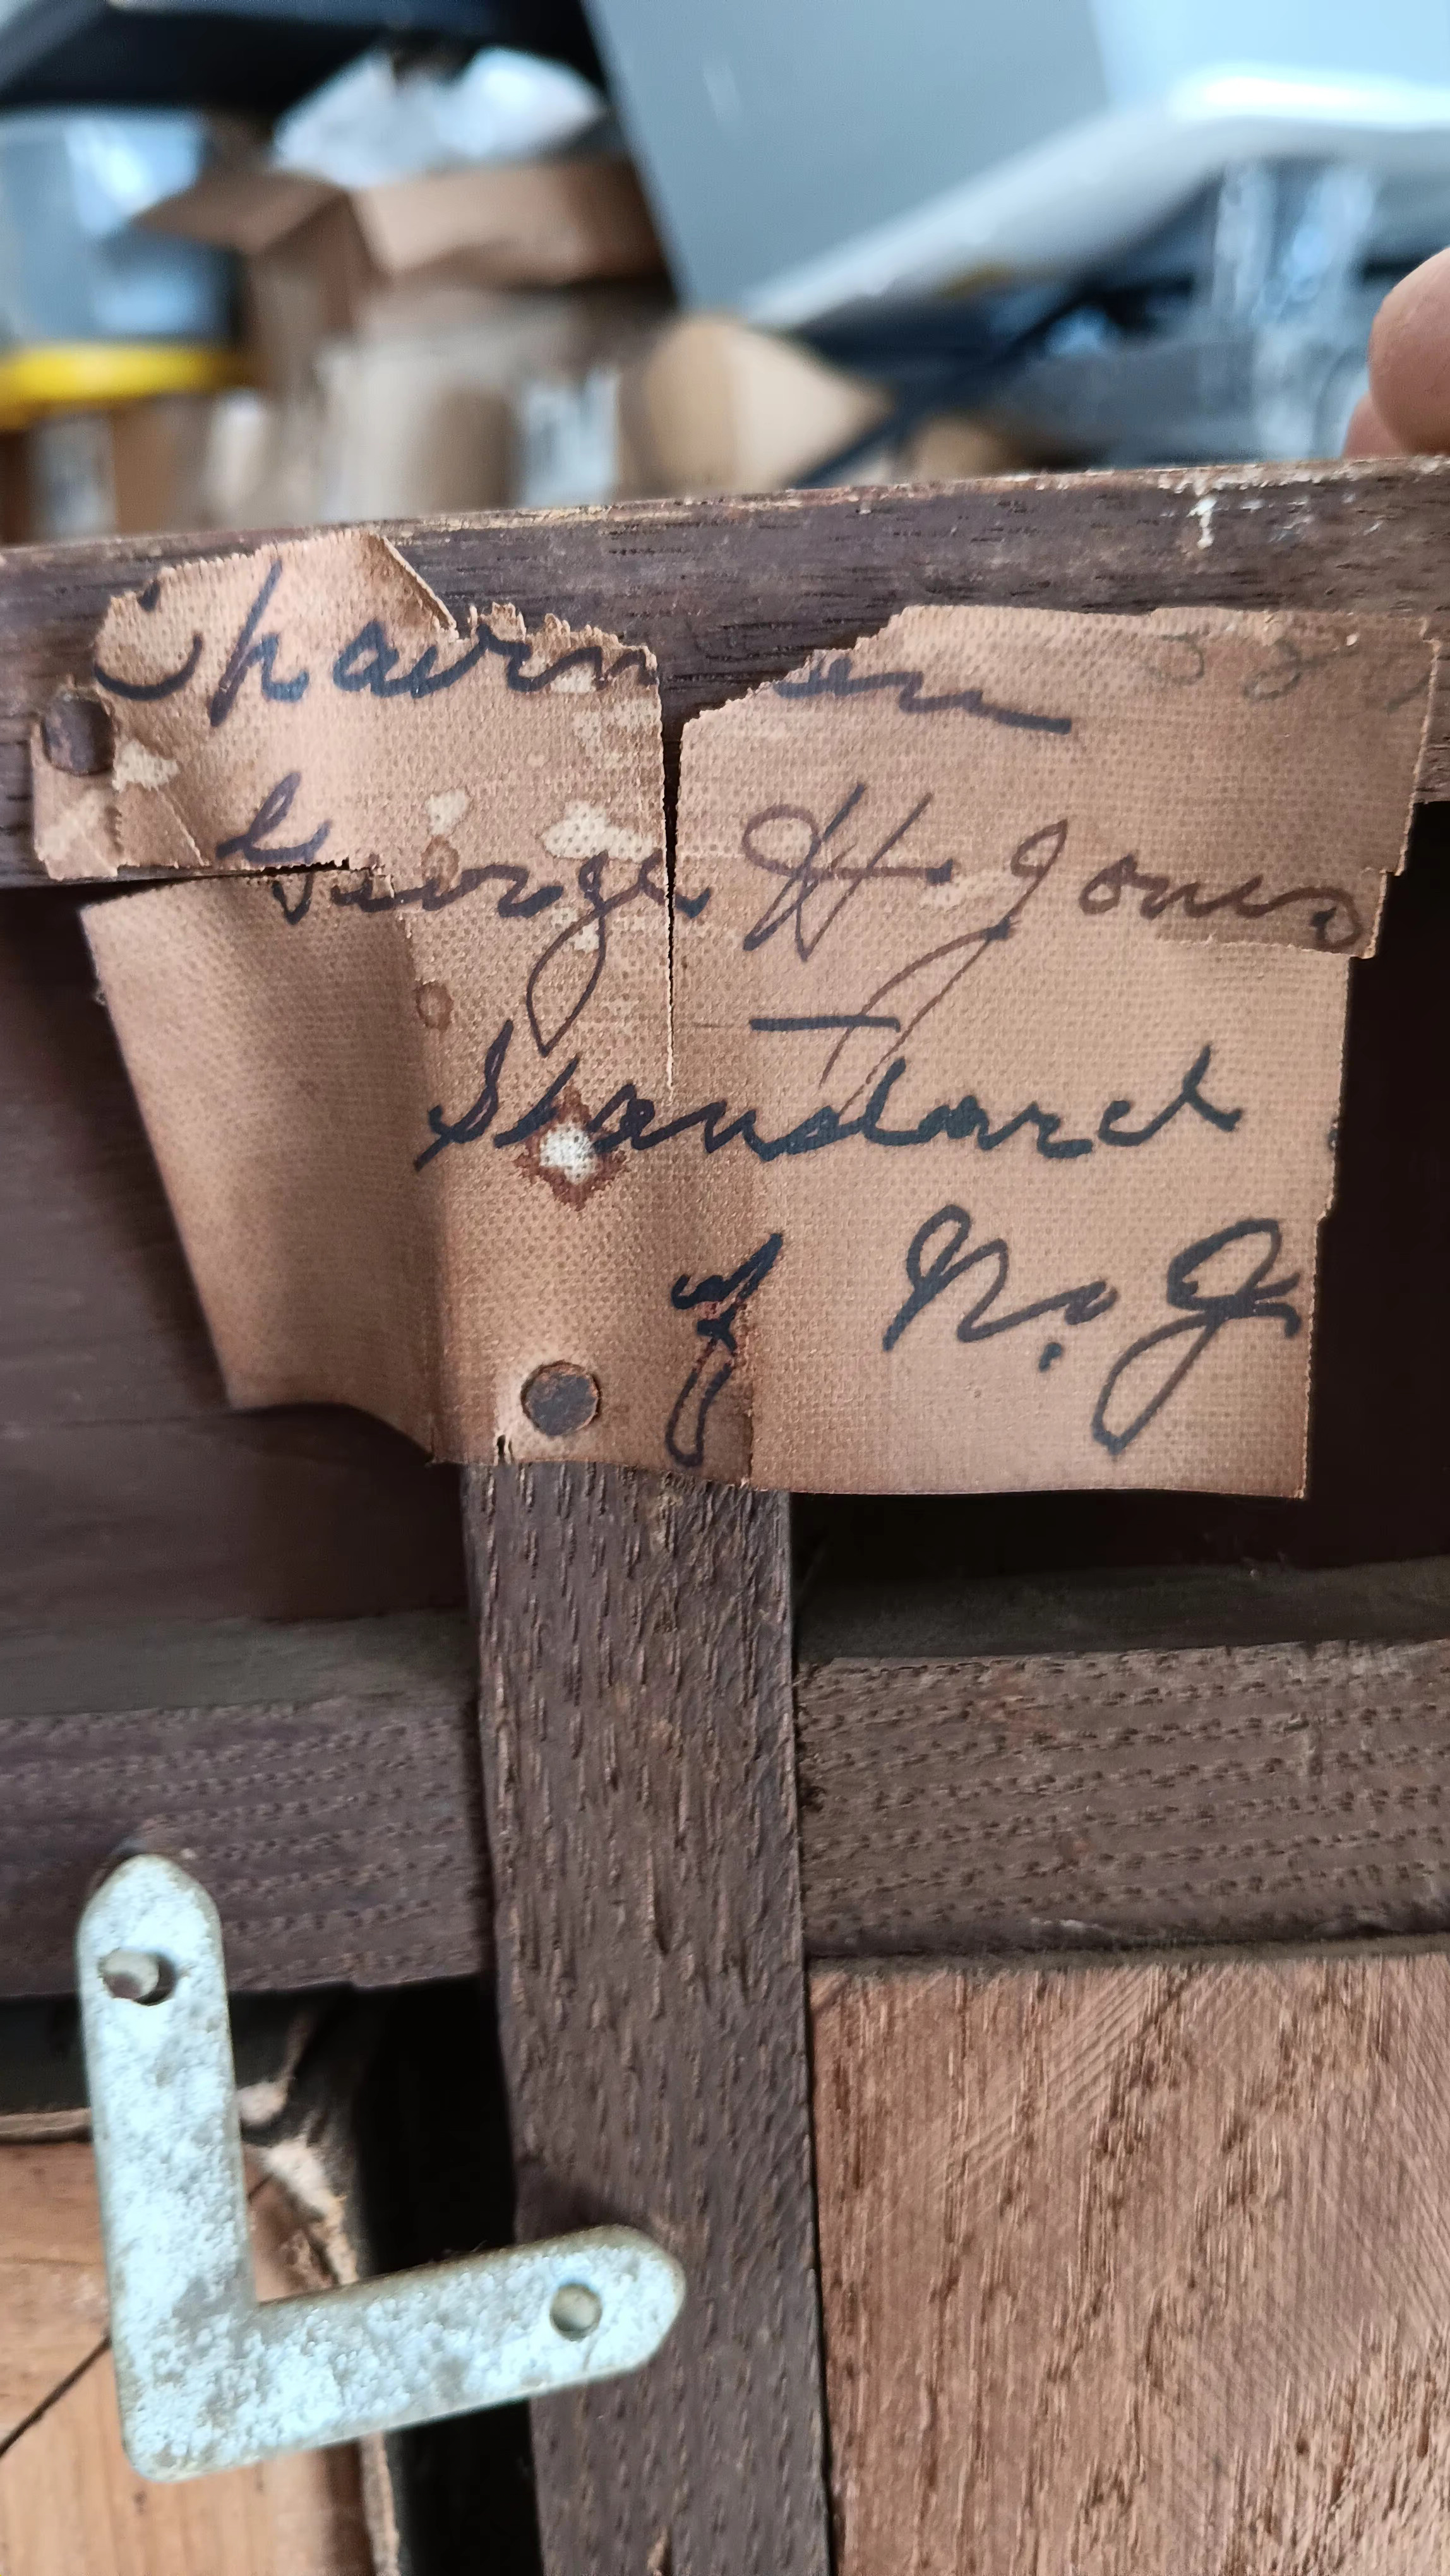 Chairman
George H. Jones
Standard
of N.J.